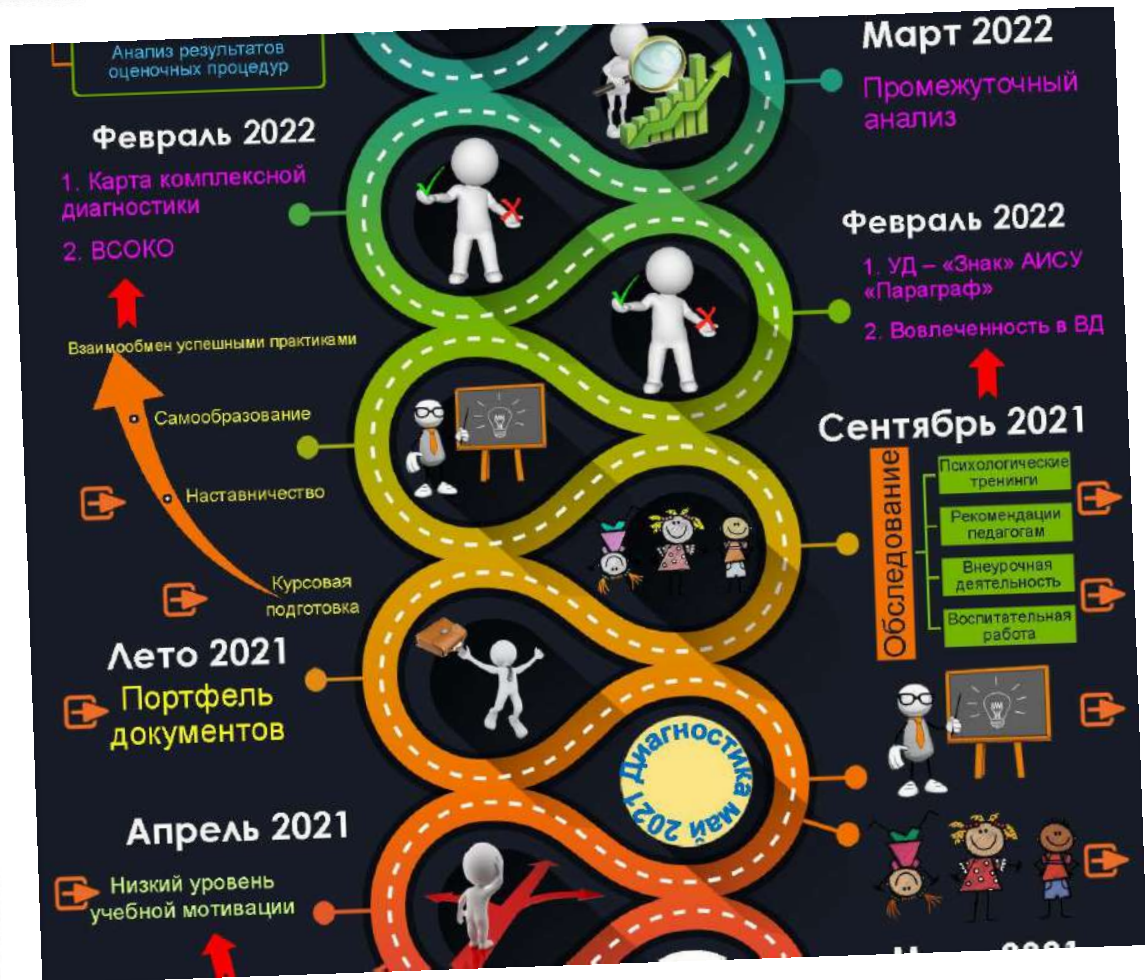 Анализ результатов
оценочных процедур
Март 2022
Промежуточный
анализ
Февраль 2022
1. Карта комплексной
диагностики
2. ВСОКО
Февраль 2022
1. УД – «Знак» АИСУ
«Параграф»
2. Вовлеченность в ВД
Взаимообмен успешными практиками
Самообразование
Наставничество
Курсовая
подготовка
Сентябрь 2021
Обследование
Психологические
тренинги
Рекомендации
педагогам
Внеурочная
деятельность
Воспитательная
работа
Лето 2021
Портфель
документов
Диагностика май 2021
Апрель 2021
Низкий уровень
учебной мотивации
2021